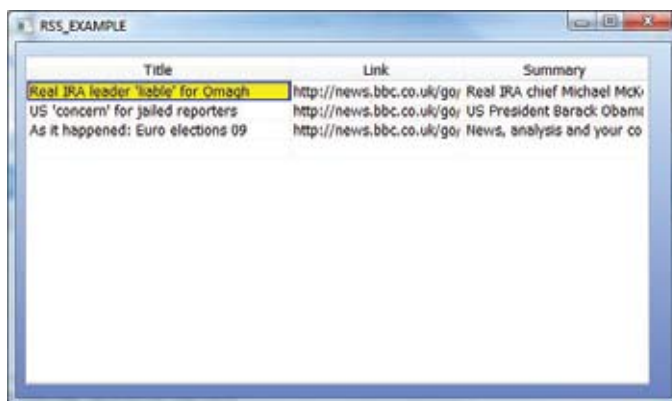 RSS_EXAMPLE
Title Link Summary
Real IRA leader 'liable' for Omagh http://news.bbc.co.uk/go/ Real IRA chief Michael McK
US 'concern' for jailed reporters http://news.bbc.co.uk/go/ US President Barack Obama
As it happened: Euro elections 09 http://news.bbc.co.uk/go/ News, analysis and your co